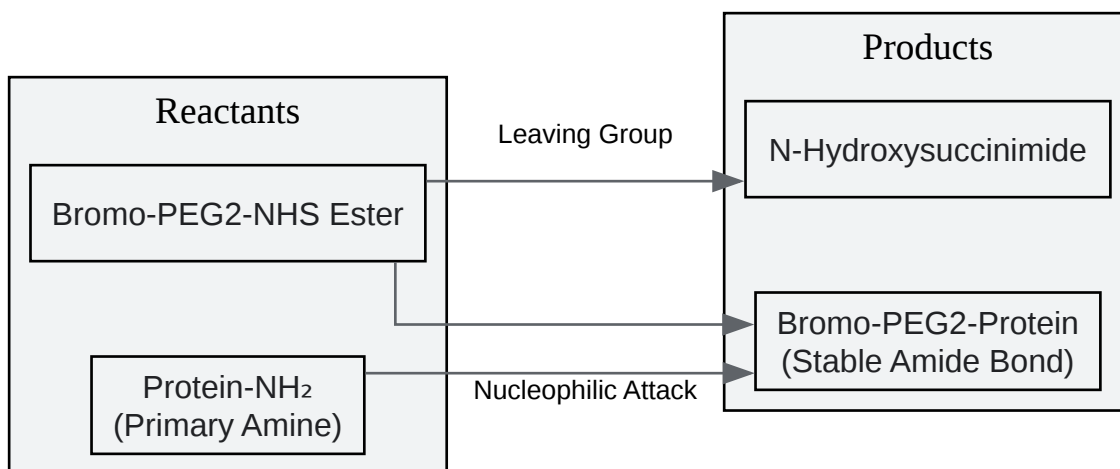 Reactants
Bromo-PEG2-NHS Ester
Protein-NH₂
(Primary Amine)
Leaving Group
Nucleophilic Attack
Products
N-Hydroxysuccinimide
Bromo-PEG2-Protein
(Stable Amide Bond)